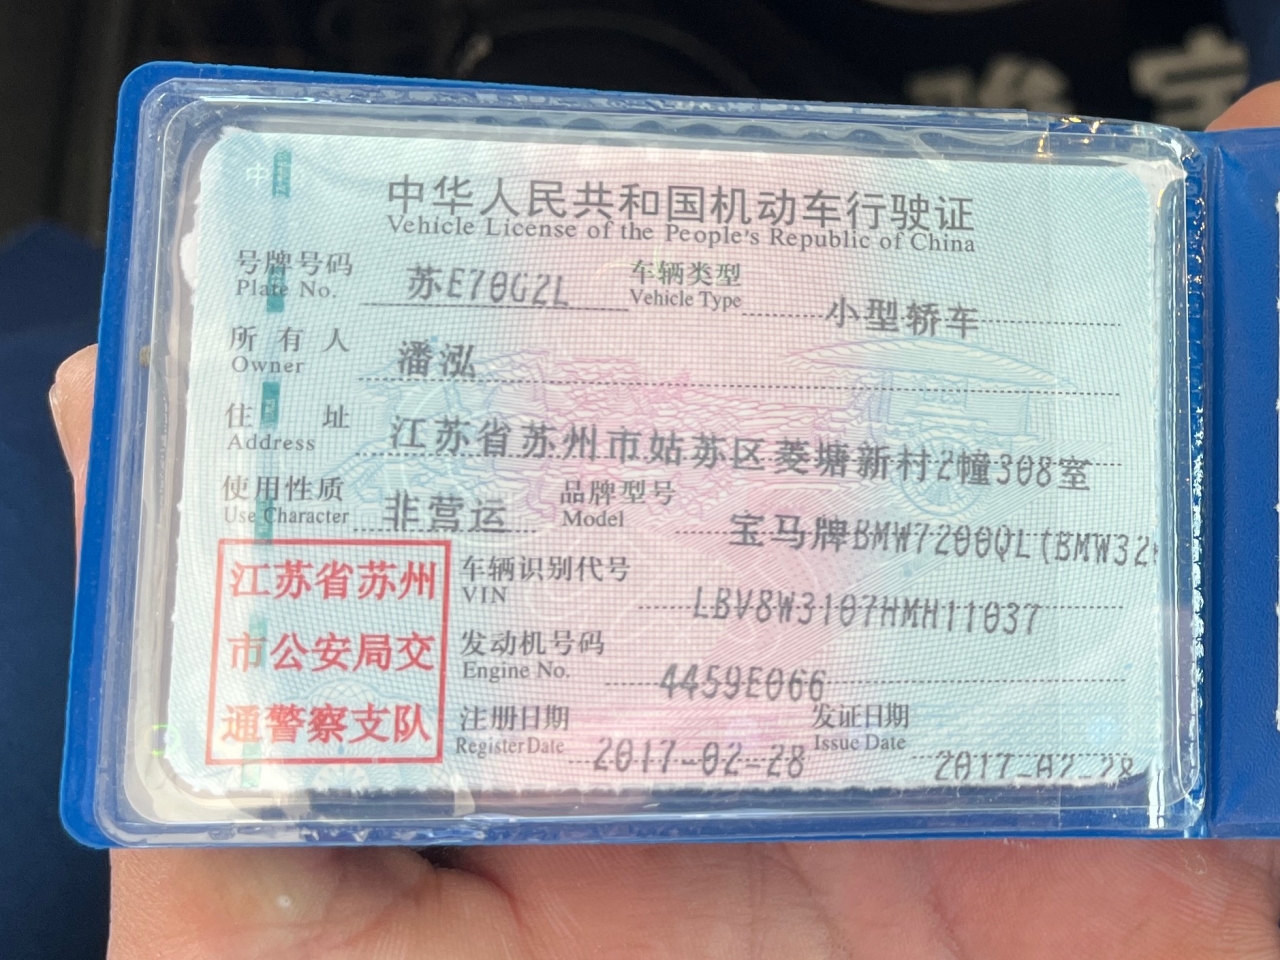 骏 宝
中华人民共和国机动车行驶证
Vehicle License of the People's Republic of China
号牌号码 苏E70G2L 车辆类型 小型轿车
Plate No. Vehicle Type
所有人 潘泓
Owner
住址 江苏省苏州市姑苏区菱塘新村2幢308室
Address
使用性质 非营运 品牌型号 宝马牌BMW7200QL(BMW32
Use Character Model
江苏省苏州
市公安局交
通警察支队
车辆识别代号 LBV8W3107HMH11037
VIN
发动机号码 4459E066
Engine No.
注册日期 2017-02-28 发证日期 2017-02-28
Register Date Issue Date